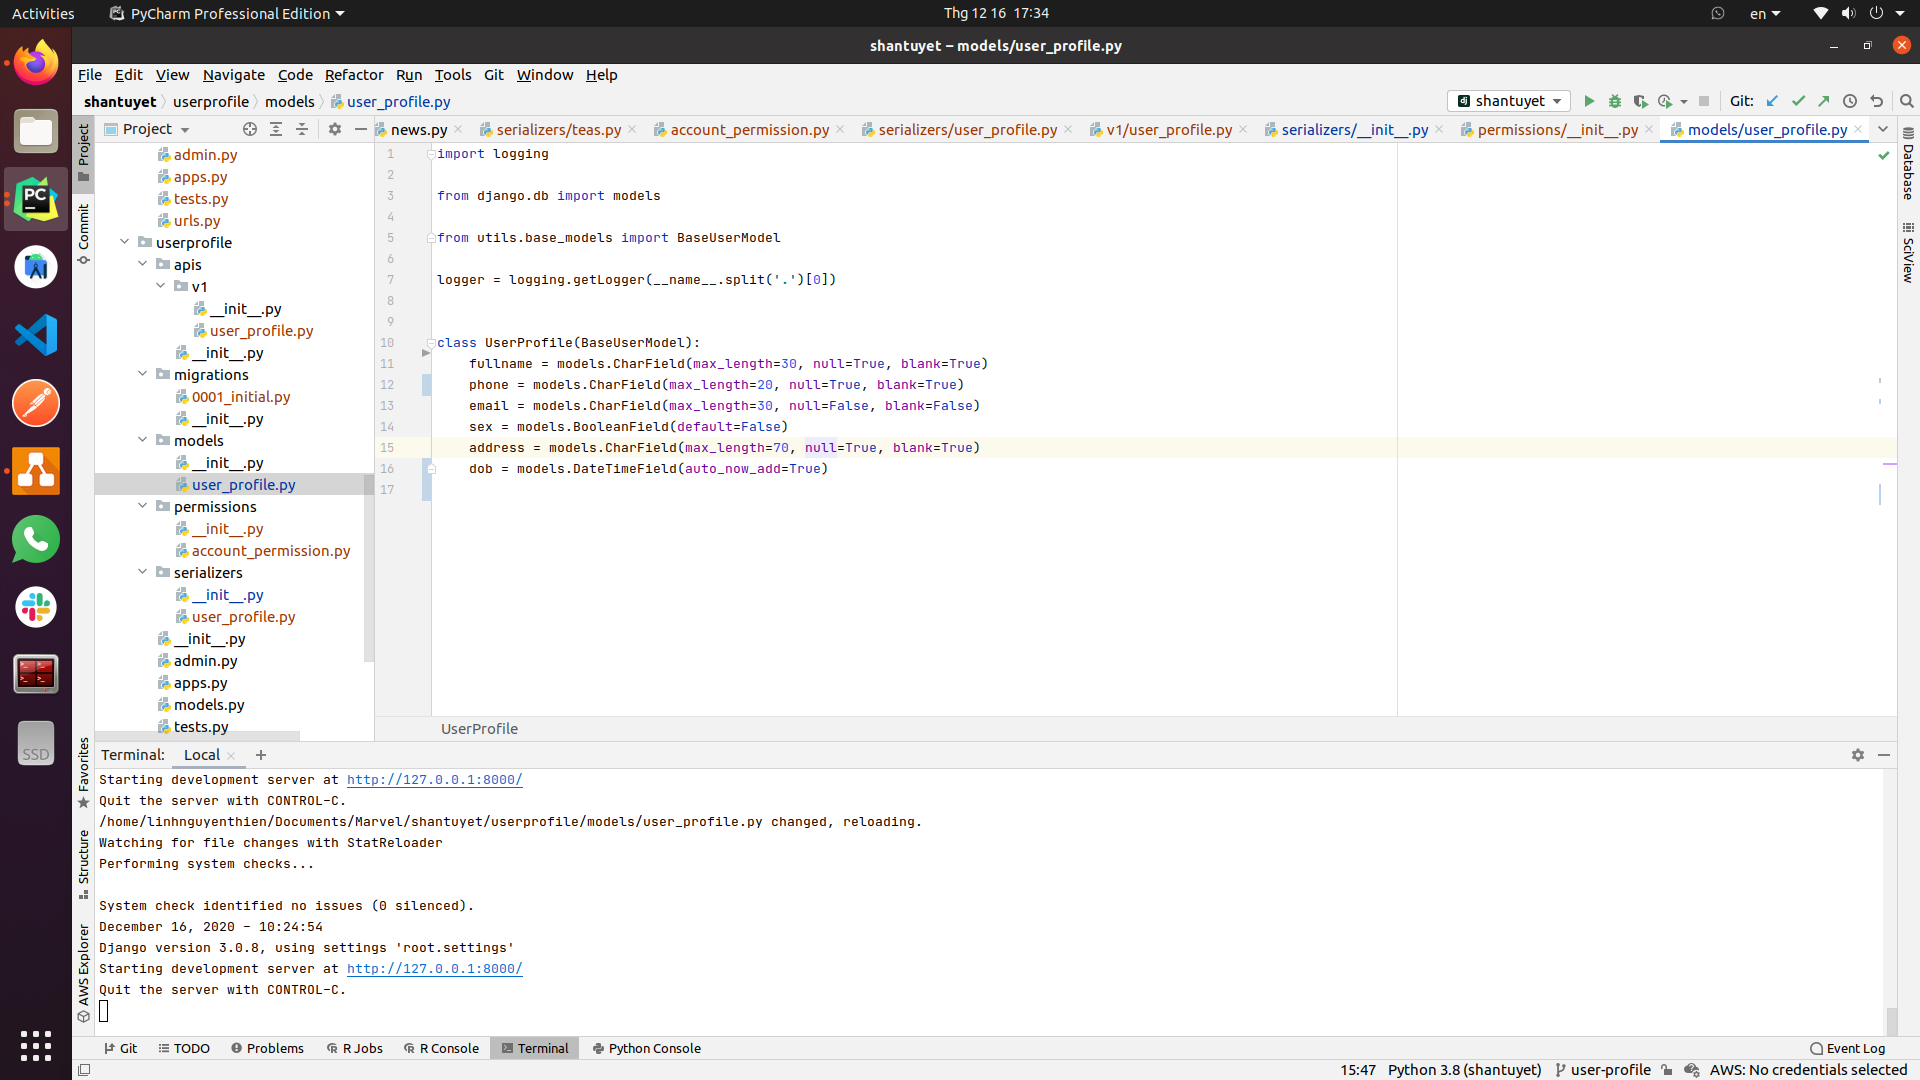 Activities PyCharm Professional Edition Thg 12 16 17:34 en
shantuyet – models/user_profile.py
File Edit View Navigate Code Refactor Run Tools Git Window Help
shantuyet userprofile models user_profile.py shantuyet Git:
Project news.py serializers/teas.py account_permission.py serializers/user_profile.py v1/user_profile.py serializers/__init__.py permissions/__init__.py models/user_profile.py
Project
Commit
Favorites
Structure
AWS Explorer
Database
SciView
admin.py
apps.py
tests.py
urls.py
userprofile
apis
v1
__init__.py
user_profile.py
__init__.py
migrations
0001_initial.py
__init__.py
models
__init__.py
user_profile.py
permissions
__init__.py
account_permission.py
serializers
__init__.py
user_profile.py
__init__.py
admin.py
apps.py
models.py
tests.py
1 import logging
2
3 from django.db import models
4
5 from utils.base_models import BaseUserModel
6
7 logger = logging.getLogger(__name__.split('.')[0])
8
9
10 class UserProfile(BaseUserModel):
11 fullname = models.CharField(max_length=30, null=True, blank=True)
12 phone = models.CharField(max_length=20, null=True, blank=True)
13 email = models.CharField(max_length=30, null=False, blank=False)
14 sex = models.BooleanField(default=False)
15 address = models.CharField(max_length=70, null=True, blank=True)
16 dob = models.DateTimeField(auto_now_add=True)
17
UserProfile
Terminal: Local
Starting development server at http://127.0.0.1:8000/
Quit the server with CONTROL-C.
/home/linhnguyenthien/Documents/Marvel/shantuyet/userprofile/models/user_profile.py changed, reloading.
Watching for file changes with StatReloader
Performing system checks...
System check identified no issues (0 silenced).
December 16, 2020 - 10:24:54
Django version 3.0.8, using settings 'root.settings'
Starting development server at http://127.0.0.1:8000/
Quit the server with CONTROL-C.
Git TODO Problems R Jobs R Console Terminal Python Console Event Log
15:47 Python 3.8 (shantuyet) user-profile AWS: No credentials selected
PC
SSD
dj